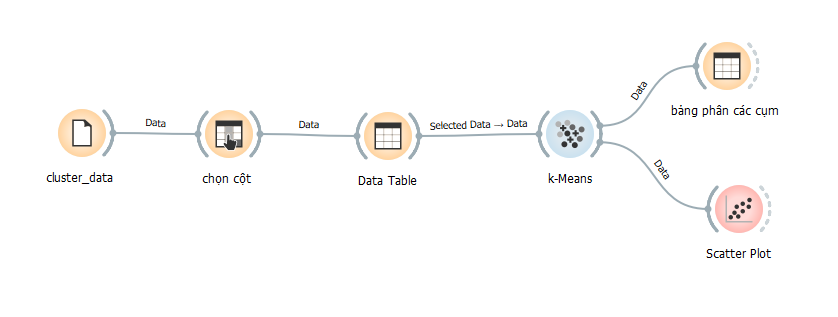 cluster_data
Data
chọn cột
Data
Data Table
Selected Data → Data
k-Means
Data
bảng phân các cụm
Data
Scatter Plot